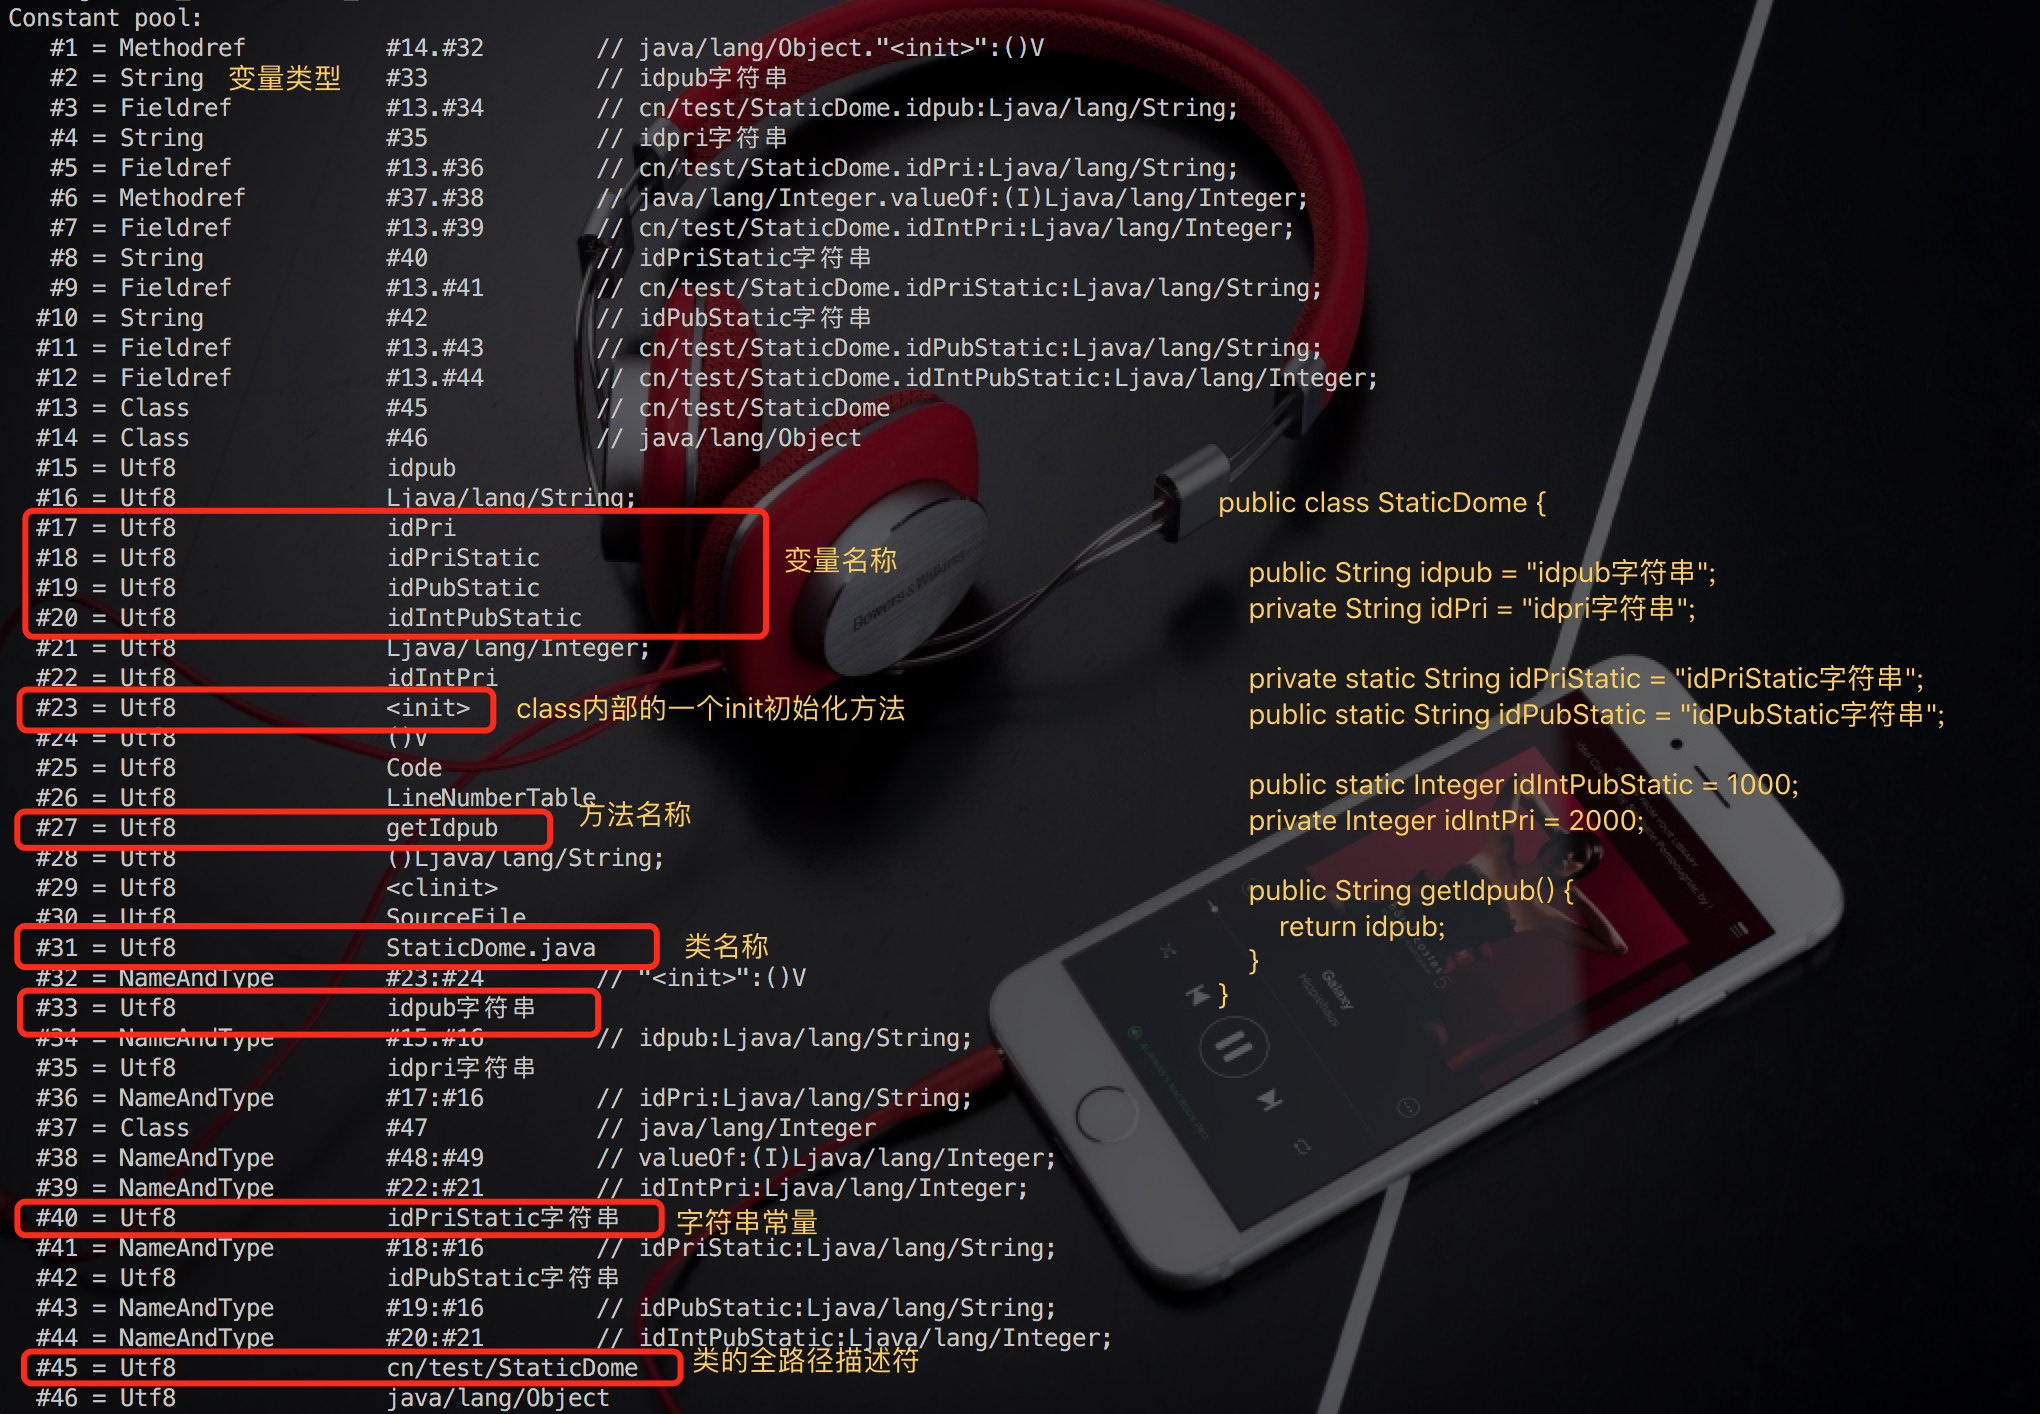 Constant pool:
#1 = Methodref #14.#32 // java/lang/Object."<init>":()V
#2 = String 变量类型 #33 // idpub字符串
#3 = Fieldref #13.#34 // cn/test/StaticDome.idpub:Ljava/lang/String;
#4 = String #35 // idpri字符串
#5 = Fieldref #13.#36 // cn/test/StaticDome.idPri:Ljava/lang/String;
#6 = Methodref #37.#38 // java/lang/Integer.valueOf:(I)Ljava/lang/Integer;
#7 = Fieldref #13.#39 // cn/test/StaticDome.idIntPri:Ljava/lang/Integer;
#8 = String #40 // idPriStatic字符串
#9 = Fieldref #13.#41 // cn/test/StaticDome.idPriStatic:Ljava/lang/String;
#10 = String #42 // idPubStatic字符串
#11 = Fieldref #13.#43 // cn/test/StaticDome.idPubStatic:Ljava/lang/String;
#12 = Fieldref #13.#44 // cn/test/StaticDome.idIntPubStatic:Ljava/lang/Integer;
#13 = Class #45 // cn/test/StaticDome
#14 = Class #46 // java/lang/Object
#15 = Utf8 idpub
#16 = Utf8 Ljava/lang/String;
#17 = Utf8 idPri
#18 = Utf8 idPriStatic
变量名称
#19 = Utf8 idPubStatic
#20 = Utf8 idIntPubStatic
#21 = Utf8 Ljava/lang/Integer;
#22 = Utf8 idIntPri
#23 = Utf8 <init> class内部的一个init初始化方法
#24 = Utf8 ()V
#25 = Utf8 Code
#26 = Utf8 LineNumberTable
方法名称
#27 = Utf8 getIdpub
#28 = Utf8 ()Ljava/lang/String;
#29 = Utf8 <clinit>
#30 = Utf8 SourceFile
#31 = Utf8 StaticDome.java 类名称
#32 = NameAndType #23:#24 // "<init>":()V
#33 = Utf8 idpub字符串
#34 = NameAndType #15:#16 // idpub:Ljava/lang/String;
#35 = Utf8 idpri字符串
#36 = NameAndType #17:#16 // idPri:Ljava/lang/String;
#37 = Class #47 // java/lang/Integer
#38 = NameAndType #48:#49 // valueOf:(I)Ljava/lang/Integer;
#39 = NameAndType #22:#21 // idIntPri:Ljava/lang/Integer;
#40 = Utf8 idPriStatic字符串 字符串常量
#41 = NameAndType #18:#16 // idPriStatic:Ljava/lang/String;
#42 = Utf8 idPubStatic字符串
#43 = NameAndType #19:#16 // idPubStatic:Ljava/lang/String;
#44 = NameAndType #20:#21 // idIntPubStatic:Ljava/lang/Integer;
#45 = Utf8 cn/test/StaticDome 类的全路径描述符
#46 = Utf8 java/lang/Object
public class StaticDome {
public String idpub = "idpub字符串";
private String idPri = "idpri字符串";
private static String idPriStatic = "idPriStatic字符串";
public static String idPubStatic = "idPubStatic字符串";
public static Integer idIntPubStatic = 1000;
private Integer idIntPri = 2000;
public String getIdpub() {
return idpub;
}
}
Bowers & Wilkins
Galaxy
Hippiehaus